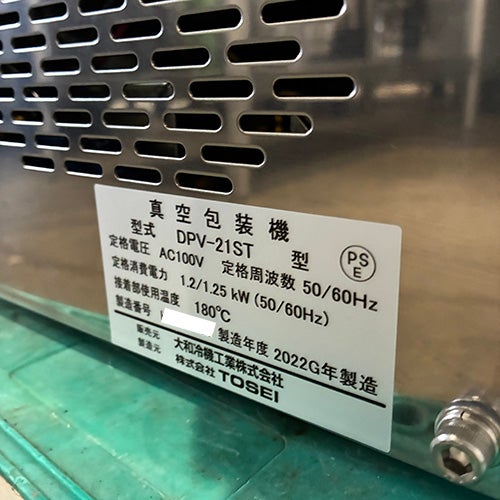 真空包装機
型式 DPV-21ST 型
PS
E
定格電圧 AC100V 定格周波数 50/60Hz
定格消費電力 1.2/1.25 kW (50/60Hz)
接着部使用温度 180℃
製造番号 製造年度 2022G年製造
販売元 大和冷機工業株式会社
製造元 株式会社 TOSEI